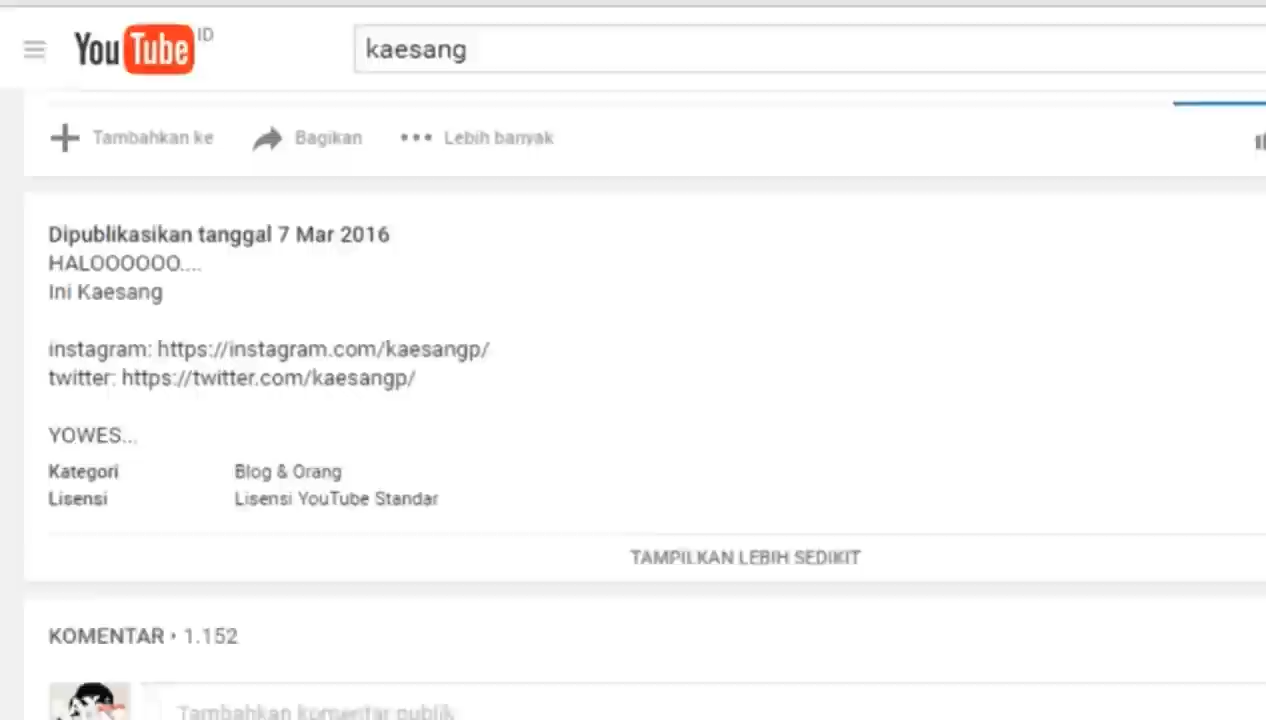 YouTube ID
kaesang
Tambahkan ke Bagikan Lebih banyak
Dipublikasikan tanggal 7 Mar 2016
HALOOOOOO....
Ini Kaesang
instagram: https://instagram.com/kaesangp/
twitter: https://twitter.com/kaesangp/
YOWES...
Kategori Blog & Orang
Lisensi Lisensi YouTube Standar
TAMPILKAN LEBIH SEDIKIT
KOMENTAR • 1.152
Tambahkan komentar publik